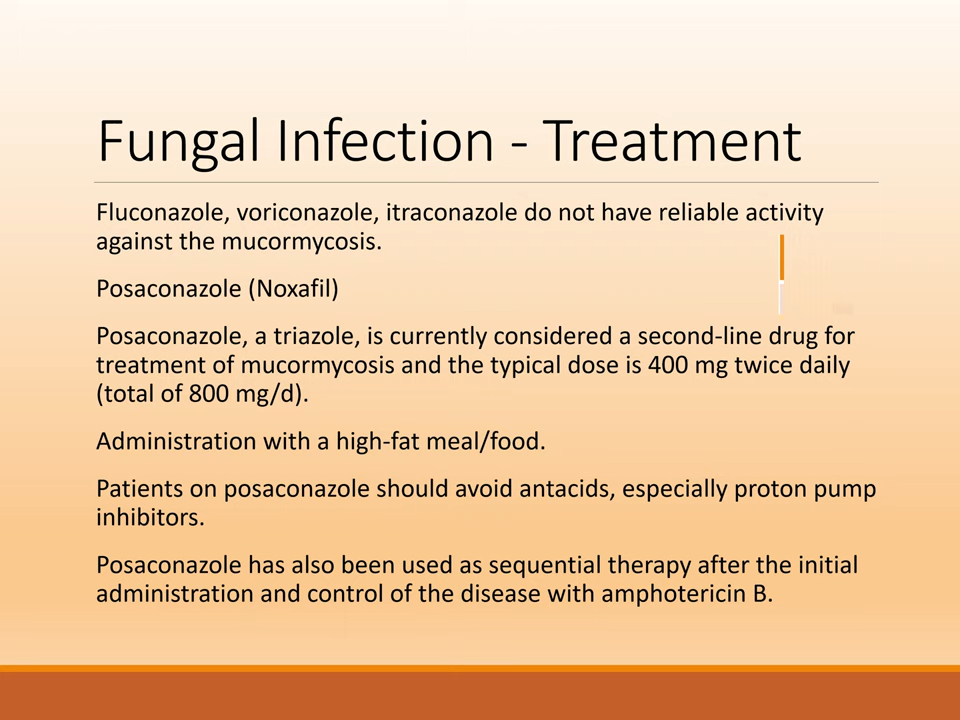 Fungal Infection - Treatment
Fluconazole, voriconazole, itraconazole do not have reliable activity
against the mucormycosis.
Posaconazole (Noxafil)
Posaconazole, a triazole, is currently considered a second-line drug for
treatment of mucormycosis and the typical dose is 400 mg twice daily
(total of 800 mg/d).
Administration with a high-fat meal/food.
Patients on posaconazole should avoid antacids, especially proton pump
inhibitors.
Posaconazole has also been used as sequential therapy after the initial
administration and control of the disease with amphotericin B.